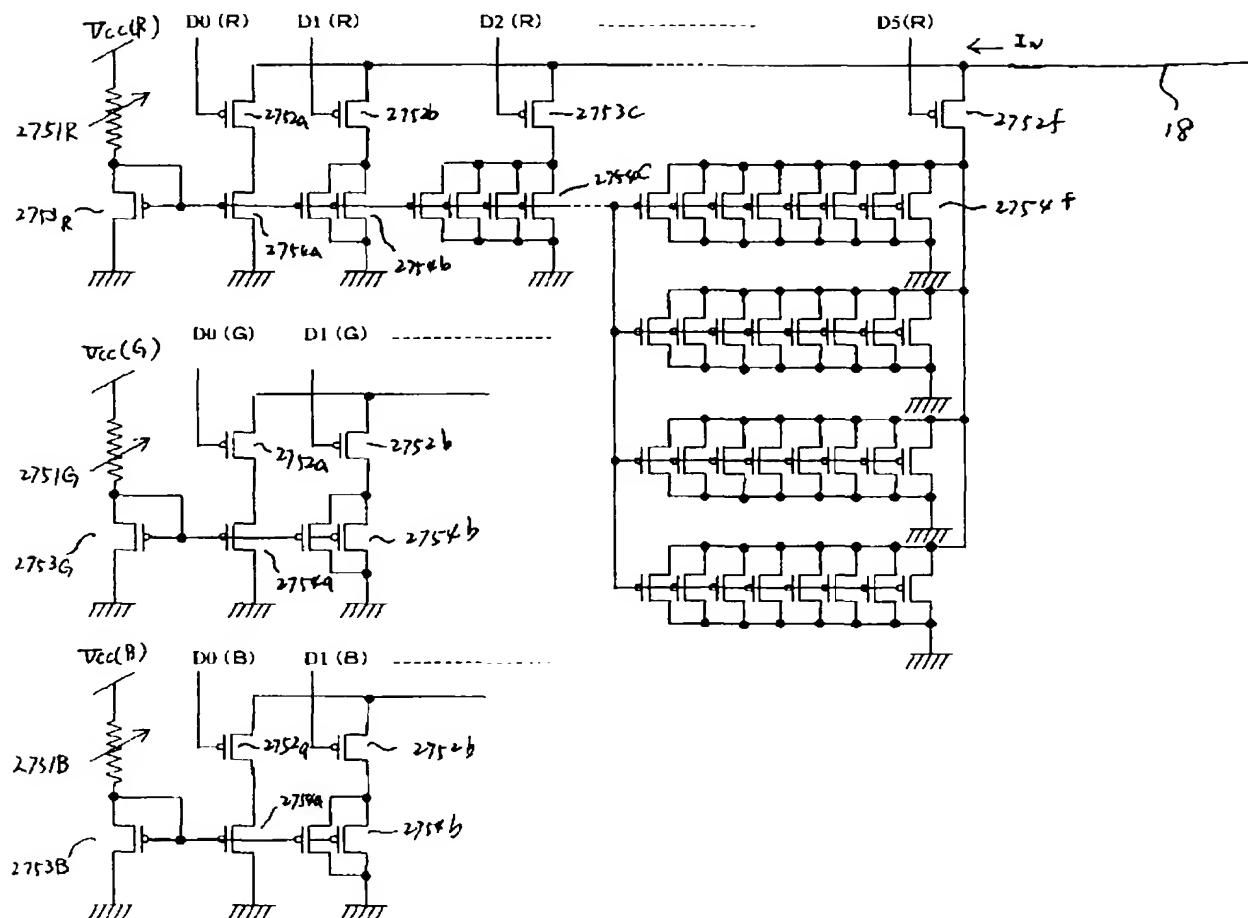 Vcc(R) D0 (R) D1 (R) D2 (R) D5(R) IN
2751R 2752a 2752b 2753C 2752f 18
2753R 2754a 2754b 2754C 2754f
Vcc(G) D0 (G) D1 (G)
2751G 2752a 2752b
2753G 2754a 2754b
Vcc(B) D0 (B) D1 (B)
2751B 2752a 2752b
2753B 2754a 2754b